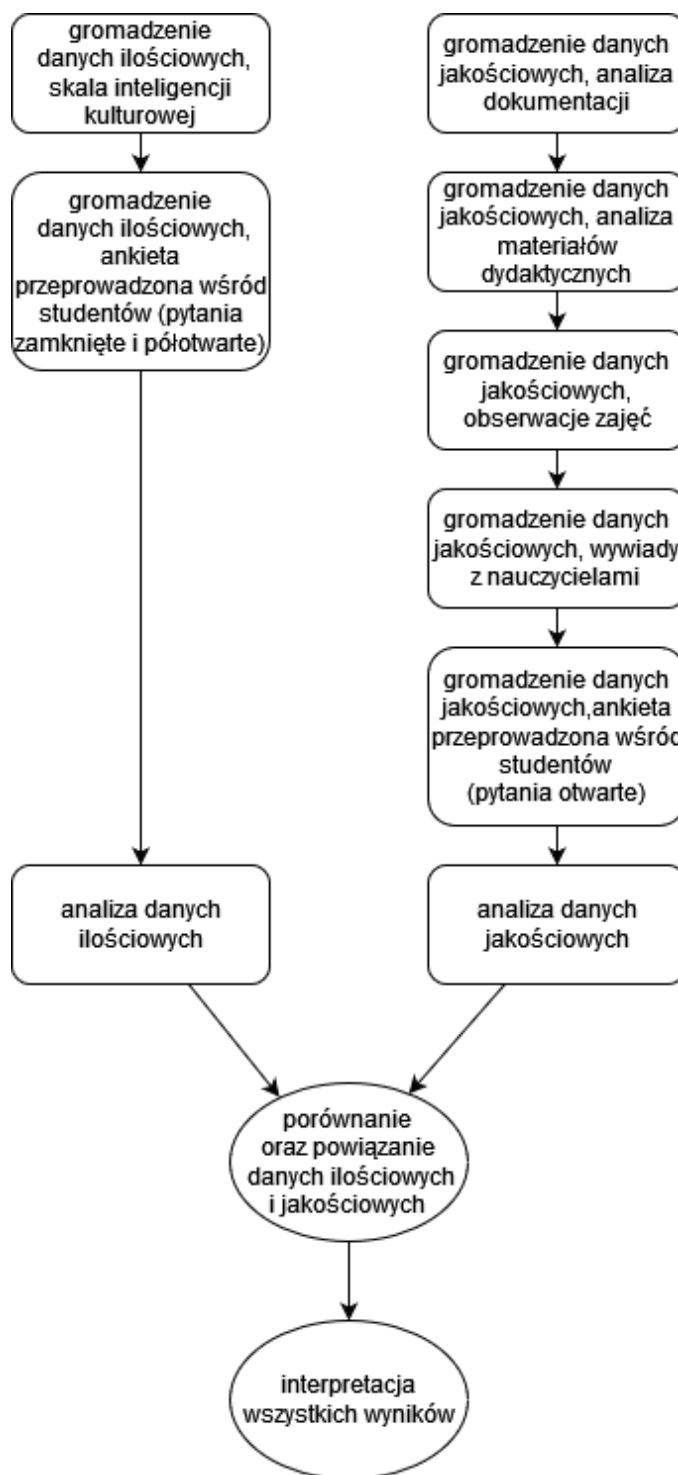 gromadzenie
danych ilościowych,
skala inteligencji
kulturowej
gromadzenie
danych ilościowych,
ankieta
przeprowadzona wśród
studentów (pytania
zamknięte i półotwarte)
analiza danych
ilościowych
gromadzenie danych
jakościowych, analiza
dokumentacji
gromadzenie danych
jakościowych, analiza
materiałów
dydaktycznych
gromadzenie danych
jakościowych,
obserwacje zajęć
gromadzenie danych
jakościowych, wywiady
z nauczycielami
gromadzenie danych
jakościowych,ankieta
przeprowadzona wśród
studentów
(pytania otwarte)
analiza danych
jakościowych
porównanie
oraz powiązanie
danych ilościowych
i jakościowych
interpretacja
wszystkich wyników